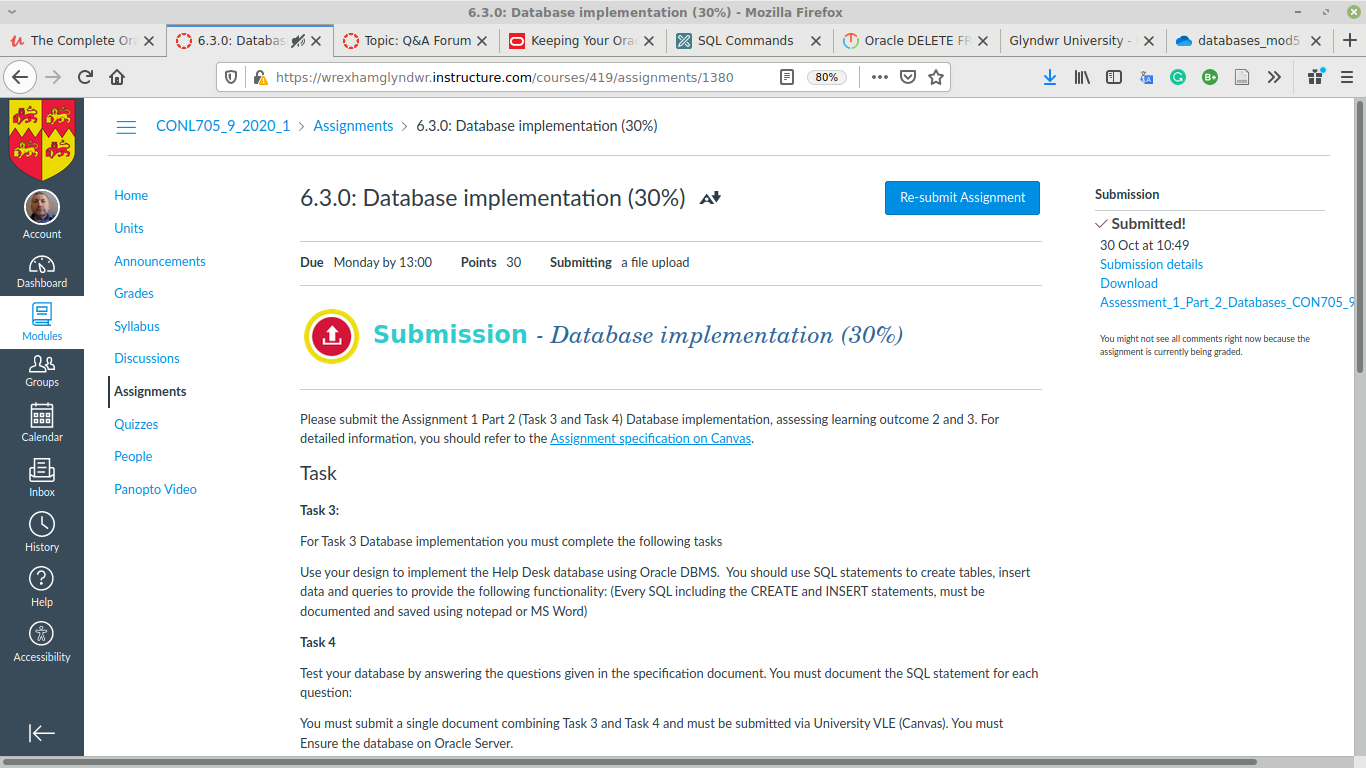 6.3.0: Database implementation (30%) - Mozilla Firefox
The Complete Ora
6.3.0: Databas
Topic: Q&A Forum
Keeping Your Ora
SQL Commands
Oracle DELETE FR
Glyndwr University -
databases_mod5
https://wrexhamglyndwr.instructure.com/courses/419/assignments/1380
80%
CONL705_9_2020_1 > Assignments > 6.3.0: Database implementation (30%)
Account
Dashboard
Modules
Groups
Calendar
Inbox
History
Help
Accessibility
Home
Units
Announcements
Grades
Syllabus
Discussions
Assignments
Quizzes
People
Panopto Video
6.3.0: Database implementation (30%)
Re-submit Assignment
Due Monday by 13:00 Points 30 Submitting a file upload
Submission - Database implementation (30%)
Please submit the Assignment 1 Part 2 (Task 3 and Task 4) Database implementation, assessing learning outcome 2 and 3. For
detailed information, you should refer to the Assignment specification on Canvas.
Task
Task 3:
For Task 3 Database implementation you must complete the following tasks
Use your design to implement the Help Desk database using Oracle DBMS. You should use SQL statements to create tables, insert
data and queries to provide the following functionality: (Every SQL including the CREATE and INSERT statements, must be
documented and saved using notepad or MS Word)
Task 4
Test your database by answering the questions given in the specification document. You must document the SQL statement for each
question:
You must submit a single document combining Task 3 and Task 4 and must be submitted via University VLE (Canvas). You must
Ensure the database on Oracle Server.
Submission
Submitted!
30 Oct at 10:49
Submission details
Download
Assessment_1_Part_2_Databases_CON705_9
You might not see all comments right now because the
assignment is currently being graded.